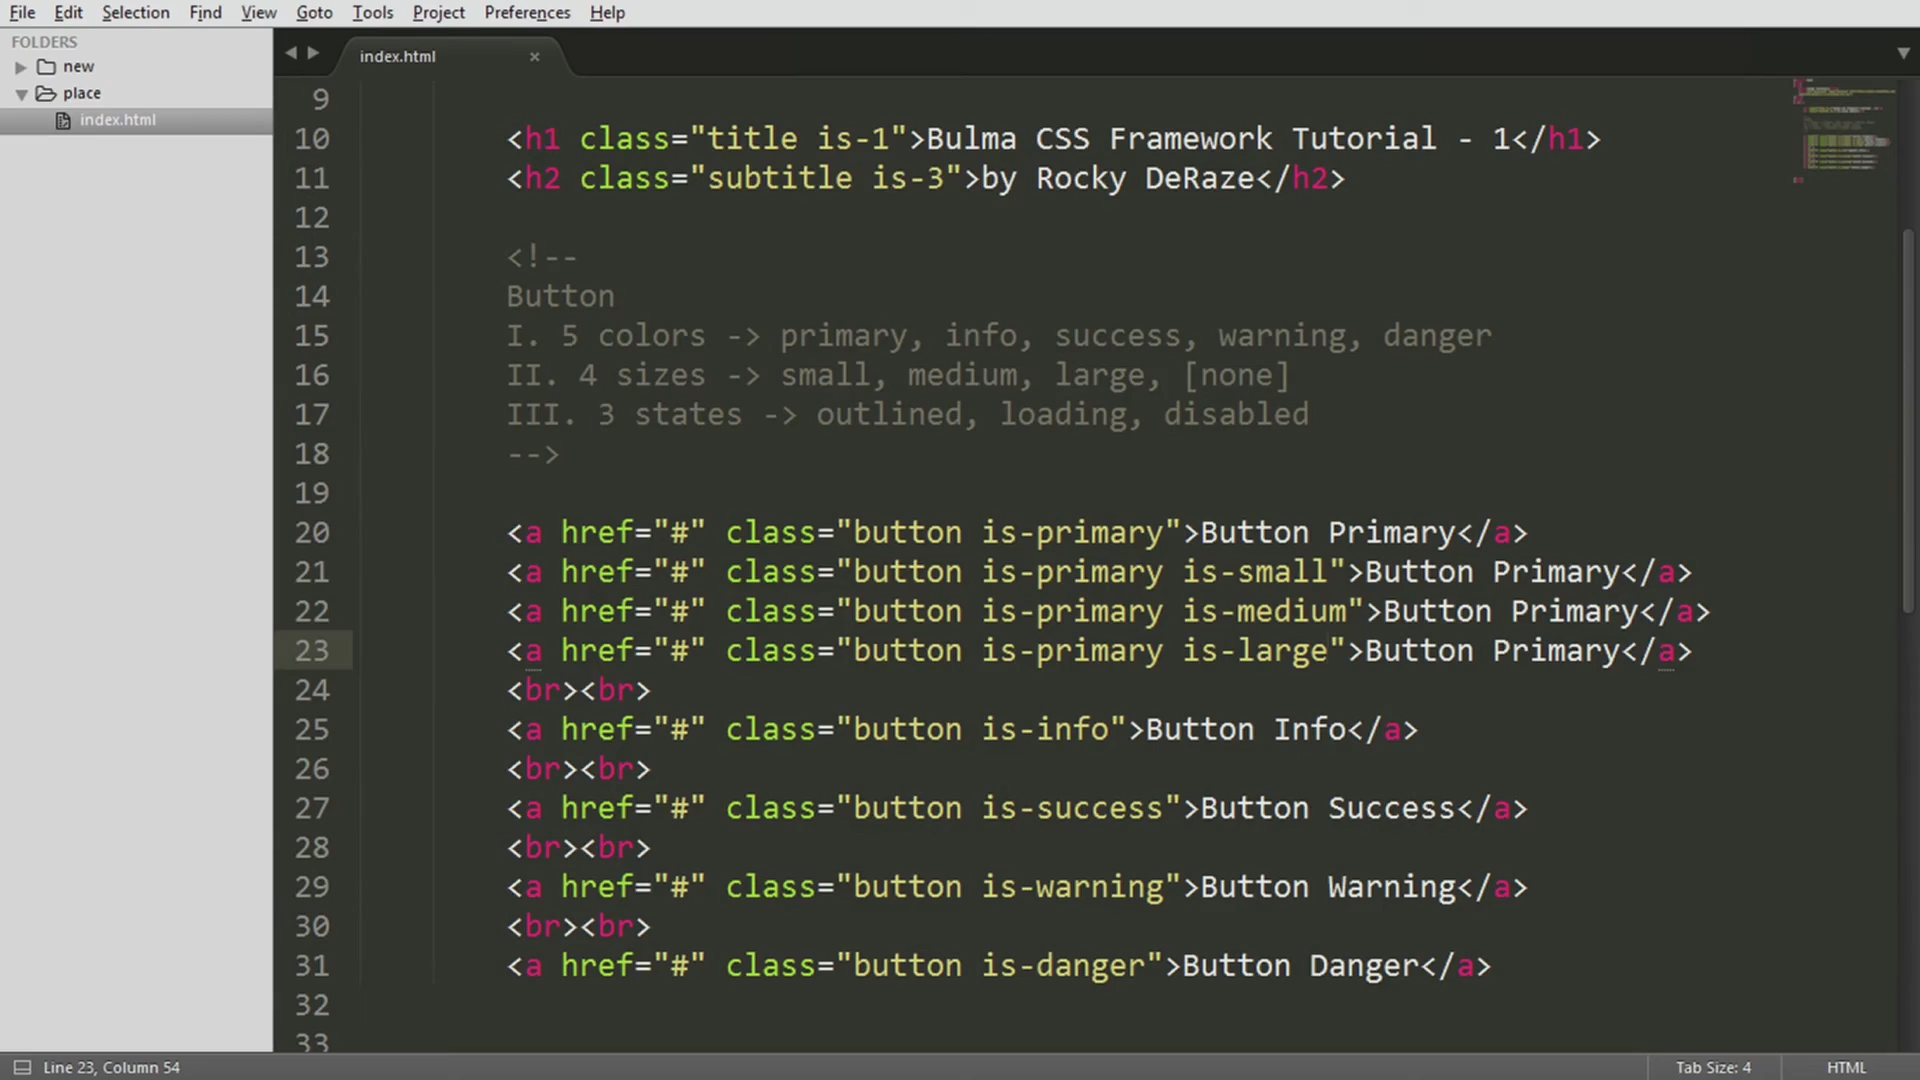 File Edit Selection Find View Goto Tools Project Preferences Help
FOLDERS
new
place
index.html
index.html ×
9
10 <h1 class="title is-1">Bulma CSS Framework Tutorial - 1</h1>
11 <h2 class="subtitle is-3">by Rocky DeRaze</h2>
12
13 <!--
14 Button
15 I. 5 colors -> primary, info, success, warning, danger
16 II. 4 sizes -> small, medium, large, [none]
17 III. 3 states -> outlined, loading, disabled
18 -->
19
20 <a href="#" class="button is-primary">Button Primary</a>
21 <a href="#" class="button is-primary is-small">Button Primary</a>
22 <a href="#" class="button is-primary is-medium">Button Primary</a>
23 <a href="#" class="button is-primary is-large">Button Primary</a>
24 <br><br>
25 <a href="#" class="button is-info">Button Info</a>
26 <br><br>
27 <a href="#" class="button is-success">Button Success</a>
28 <br><br>
29 <a href="#" class="button is-warning">Button Warning</a>
30 <br><br>
31 <a href="#" class="button is-danger">Button Danger</a>
32
33
Line 23, Column 54 Tab Size: 4 HTML